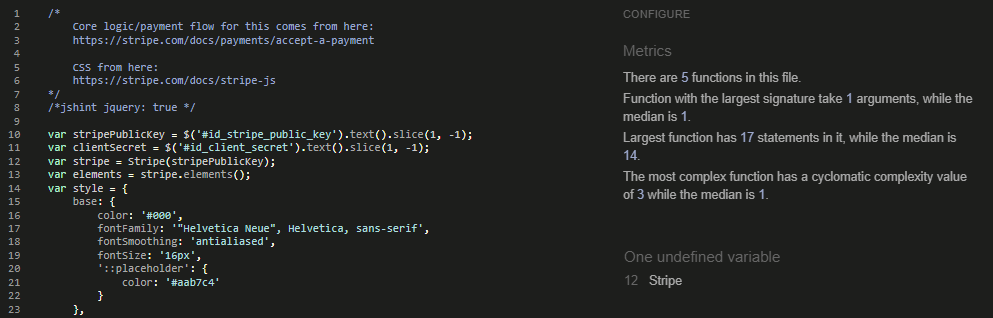 1 /*
2 Core logic/payment flow for this comes from here:
3 https://stripe.com/docs/payments/accept-a-payment
4
5 CSS from here:
6 https://stripe.com/docs/stripe-js
7 */
8 /*jshint jquery: true */
9
10 var stripePublicKey = $('#id_stripe_public_key').text().slice(1, -1);
11 var clientSecret = $('#id_client_secret').text().slice(1, -1);
12 var stripe = Stripe(stripePublicKey);
13 var elements = stripe.elements();
14 var style = {
15 base: {
16 color: '#000',
17 fontFamily: '"Helvetica Neue", Helvetica, sans-serif',
18 fontSmoothing: 'antialiased',
19 fontSize: '16px',
20 '::placeholder': {
21 color: '#aab7c4'
22 }
23 },
CONFIGURE
Metrics
There are 5 functions in this file.
Function with the largest signature take 1 arguments, while the
median is 1.
Largest function has 17 statements in it, while the median is
14.
The most complex function has a cyclomatic complexity value
of 3 while the median is 1.
One undefined variable
12 Stripe